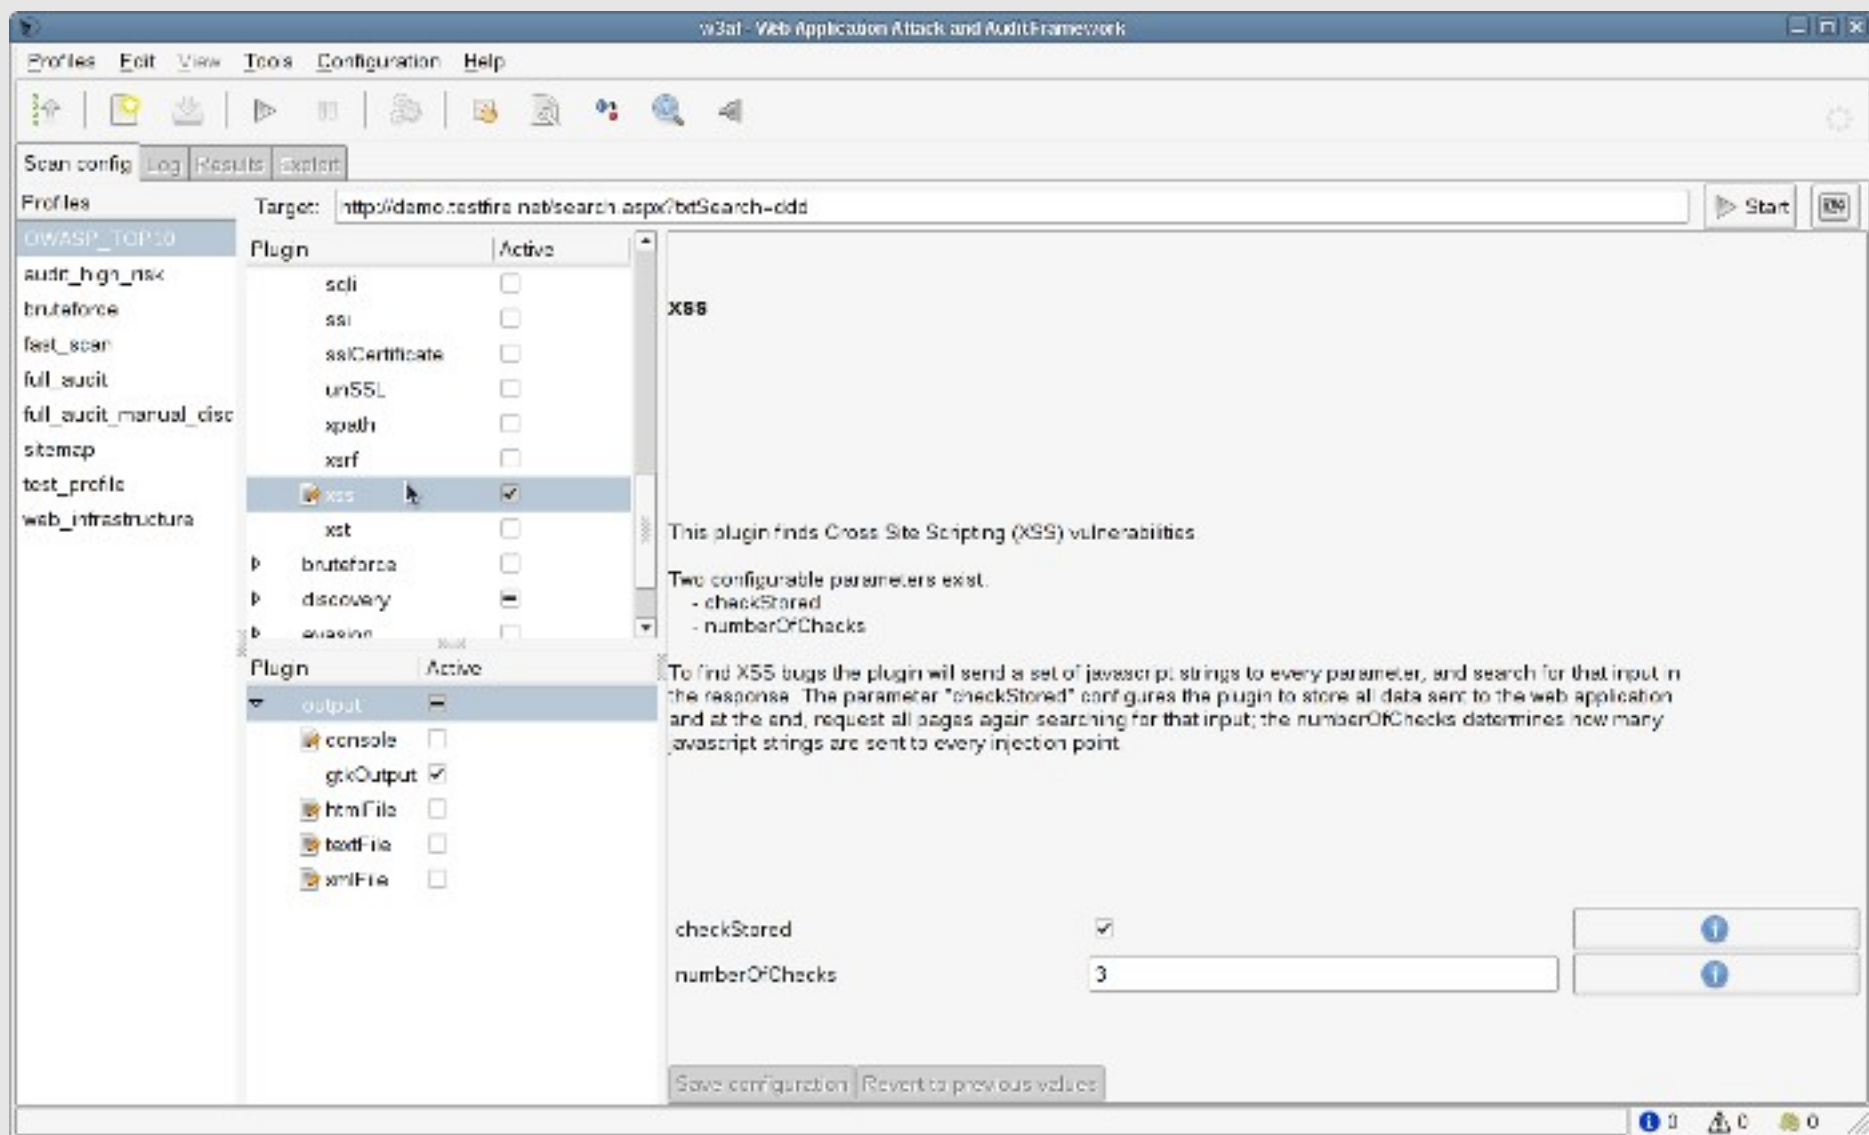 w3af - Web Application Attack and Audit Framework
Profiles Edit View Tools Configuration Help
Scan config Log Results Exploit
Profiles
Target: http://demo.testfire.net/search.aspx?txtSearch=ddd Start
OWASP_TOP10
audit_high_risk
bruteforce
fast_scan
full_audit
full_audit_manual_disc
sitemap
test_profile
web_infrastructure
Plugin Active
sqli
ssi
sslCertificate
unSSL
xpath
xsrf
xss
xst
bruteforce
discovery
evasion
Plugin Active
output
console
gtkOutput
htmlFile
textFile
xmlFile
xss
This plugin finds Cross Site Scripting (XSS) vulnerabilities.
Two configurable parameters exist:
- checkStored
- numberOfChecks
To find XSS bugs the plugin will send a set of javascript strings to every parameter, and search for that input in
the response. The parameter "checkStored" configures the plugin to store all data sent to the web application
and at the end, request all pages again searching for that input; the numberOfChecks determines how many
javascript strings are sent to every injection point.
checkStored
numberOfChecks 3
Save configuration Revert to previous values
0 0 0